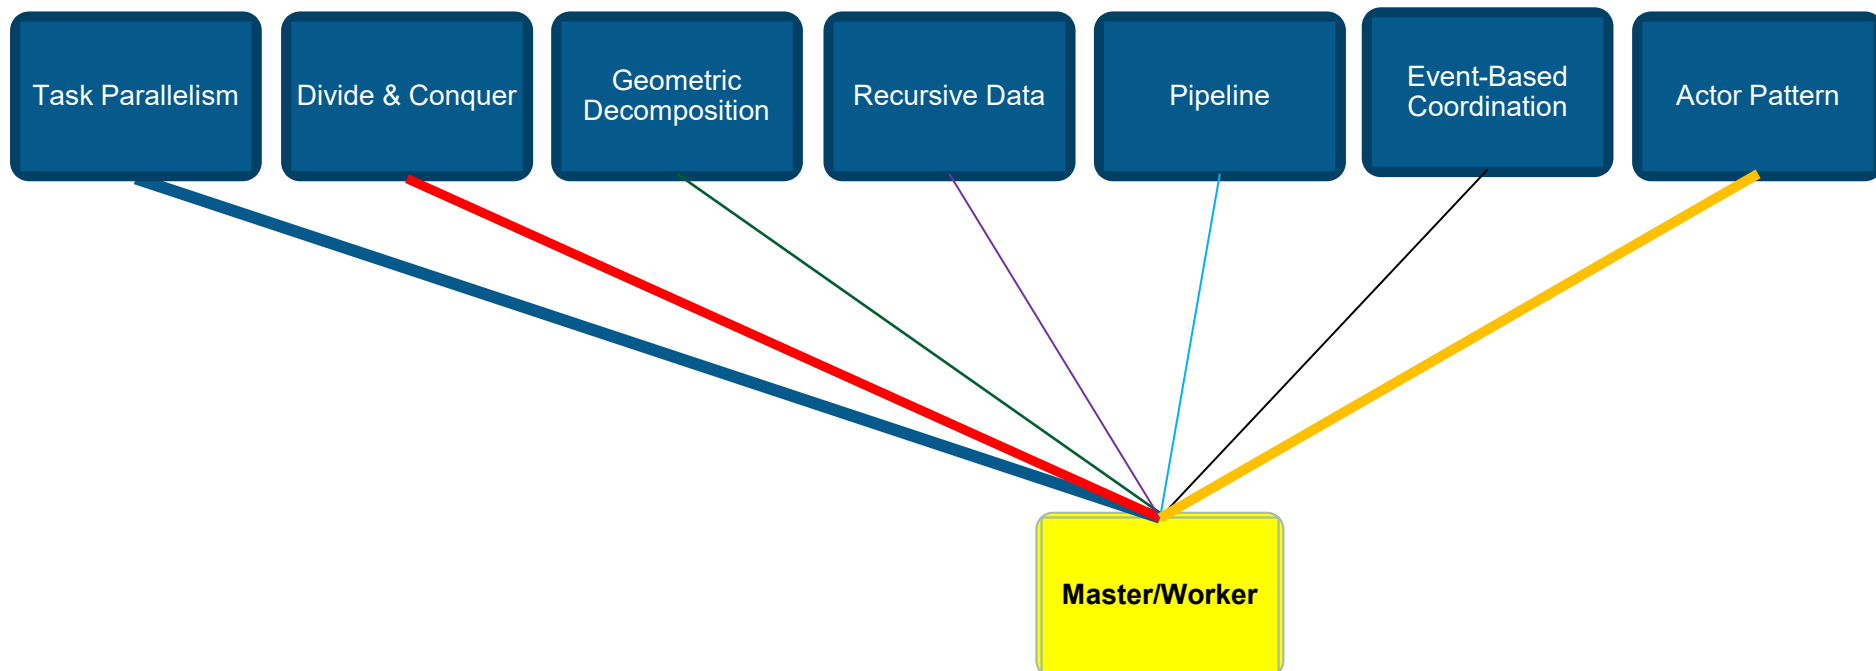 Task Parallelism
Divide & Conquer
Geometric
Decomposition
Recursive Data
Pipeline
Event-Based
Coordination
Actor Pattern
Master/Worker